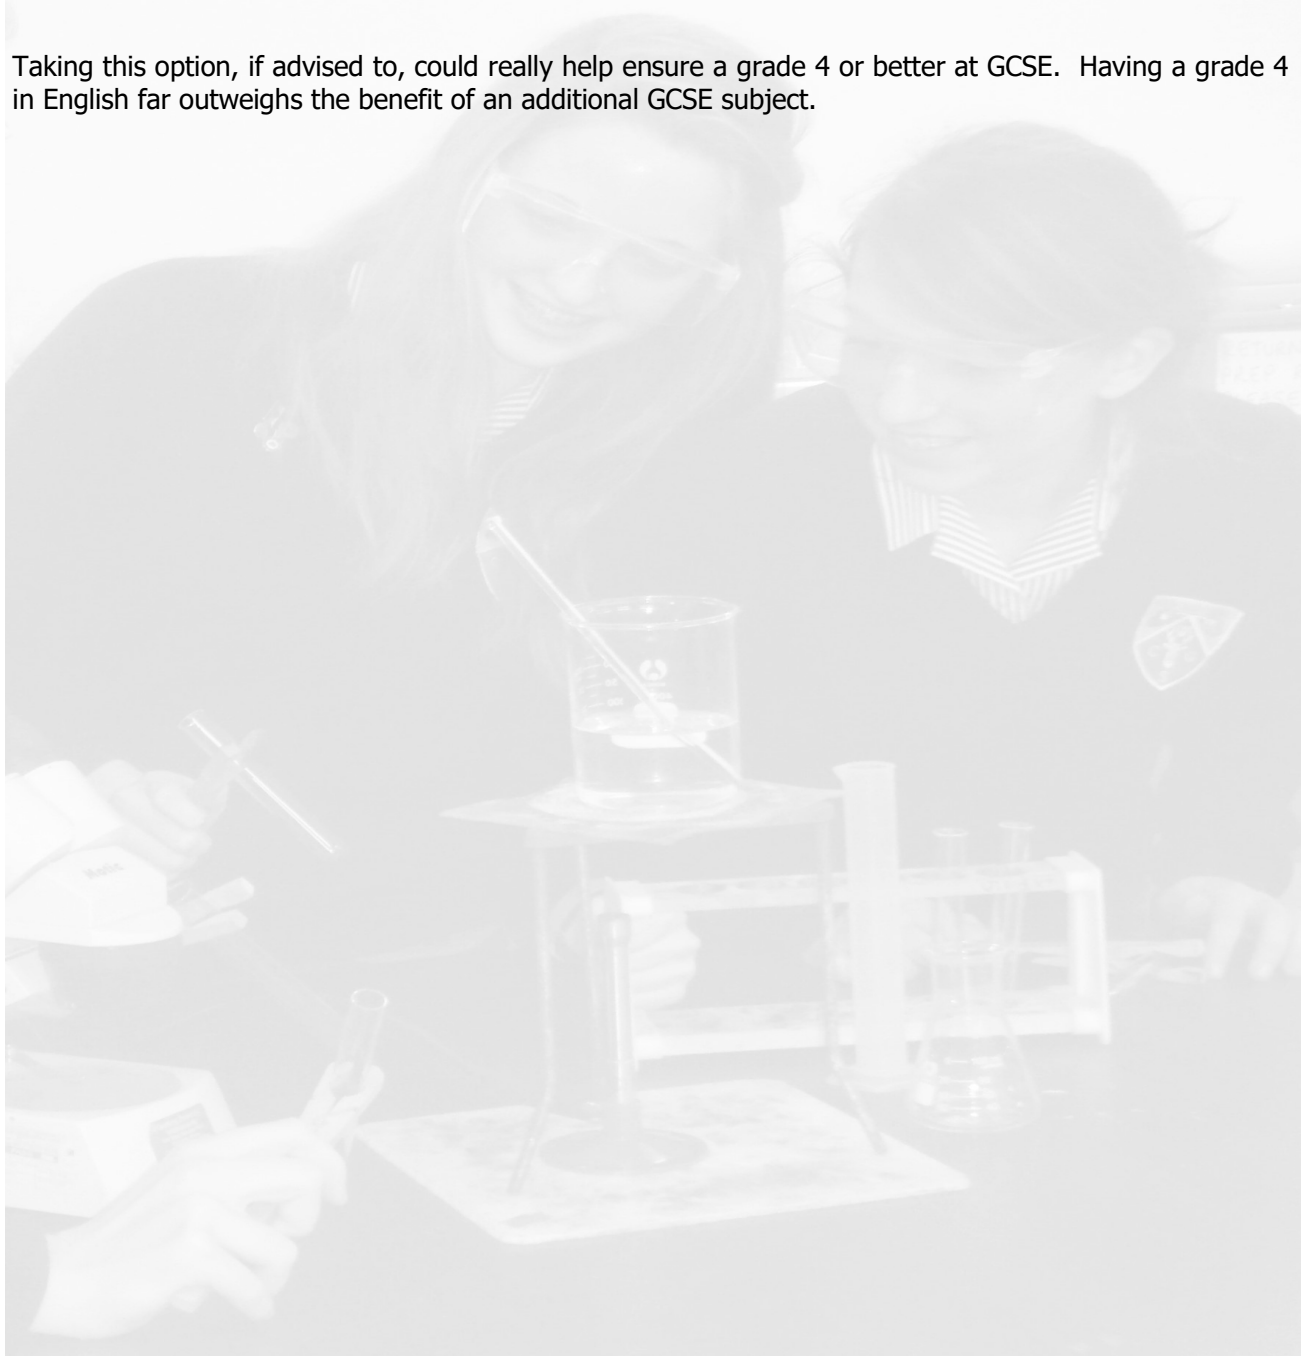 Taking this option, if advised to, could really help ensure a grade 4 or better at GCSE.  Having a grade 4
in English far outweighs the benefit of an additional GCSE subject.
Motic